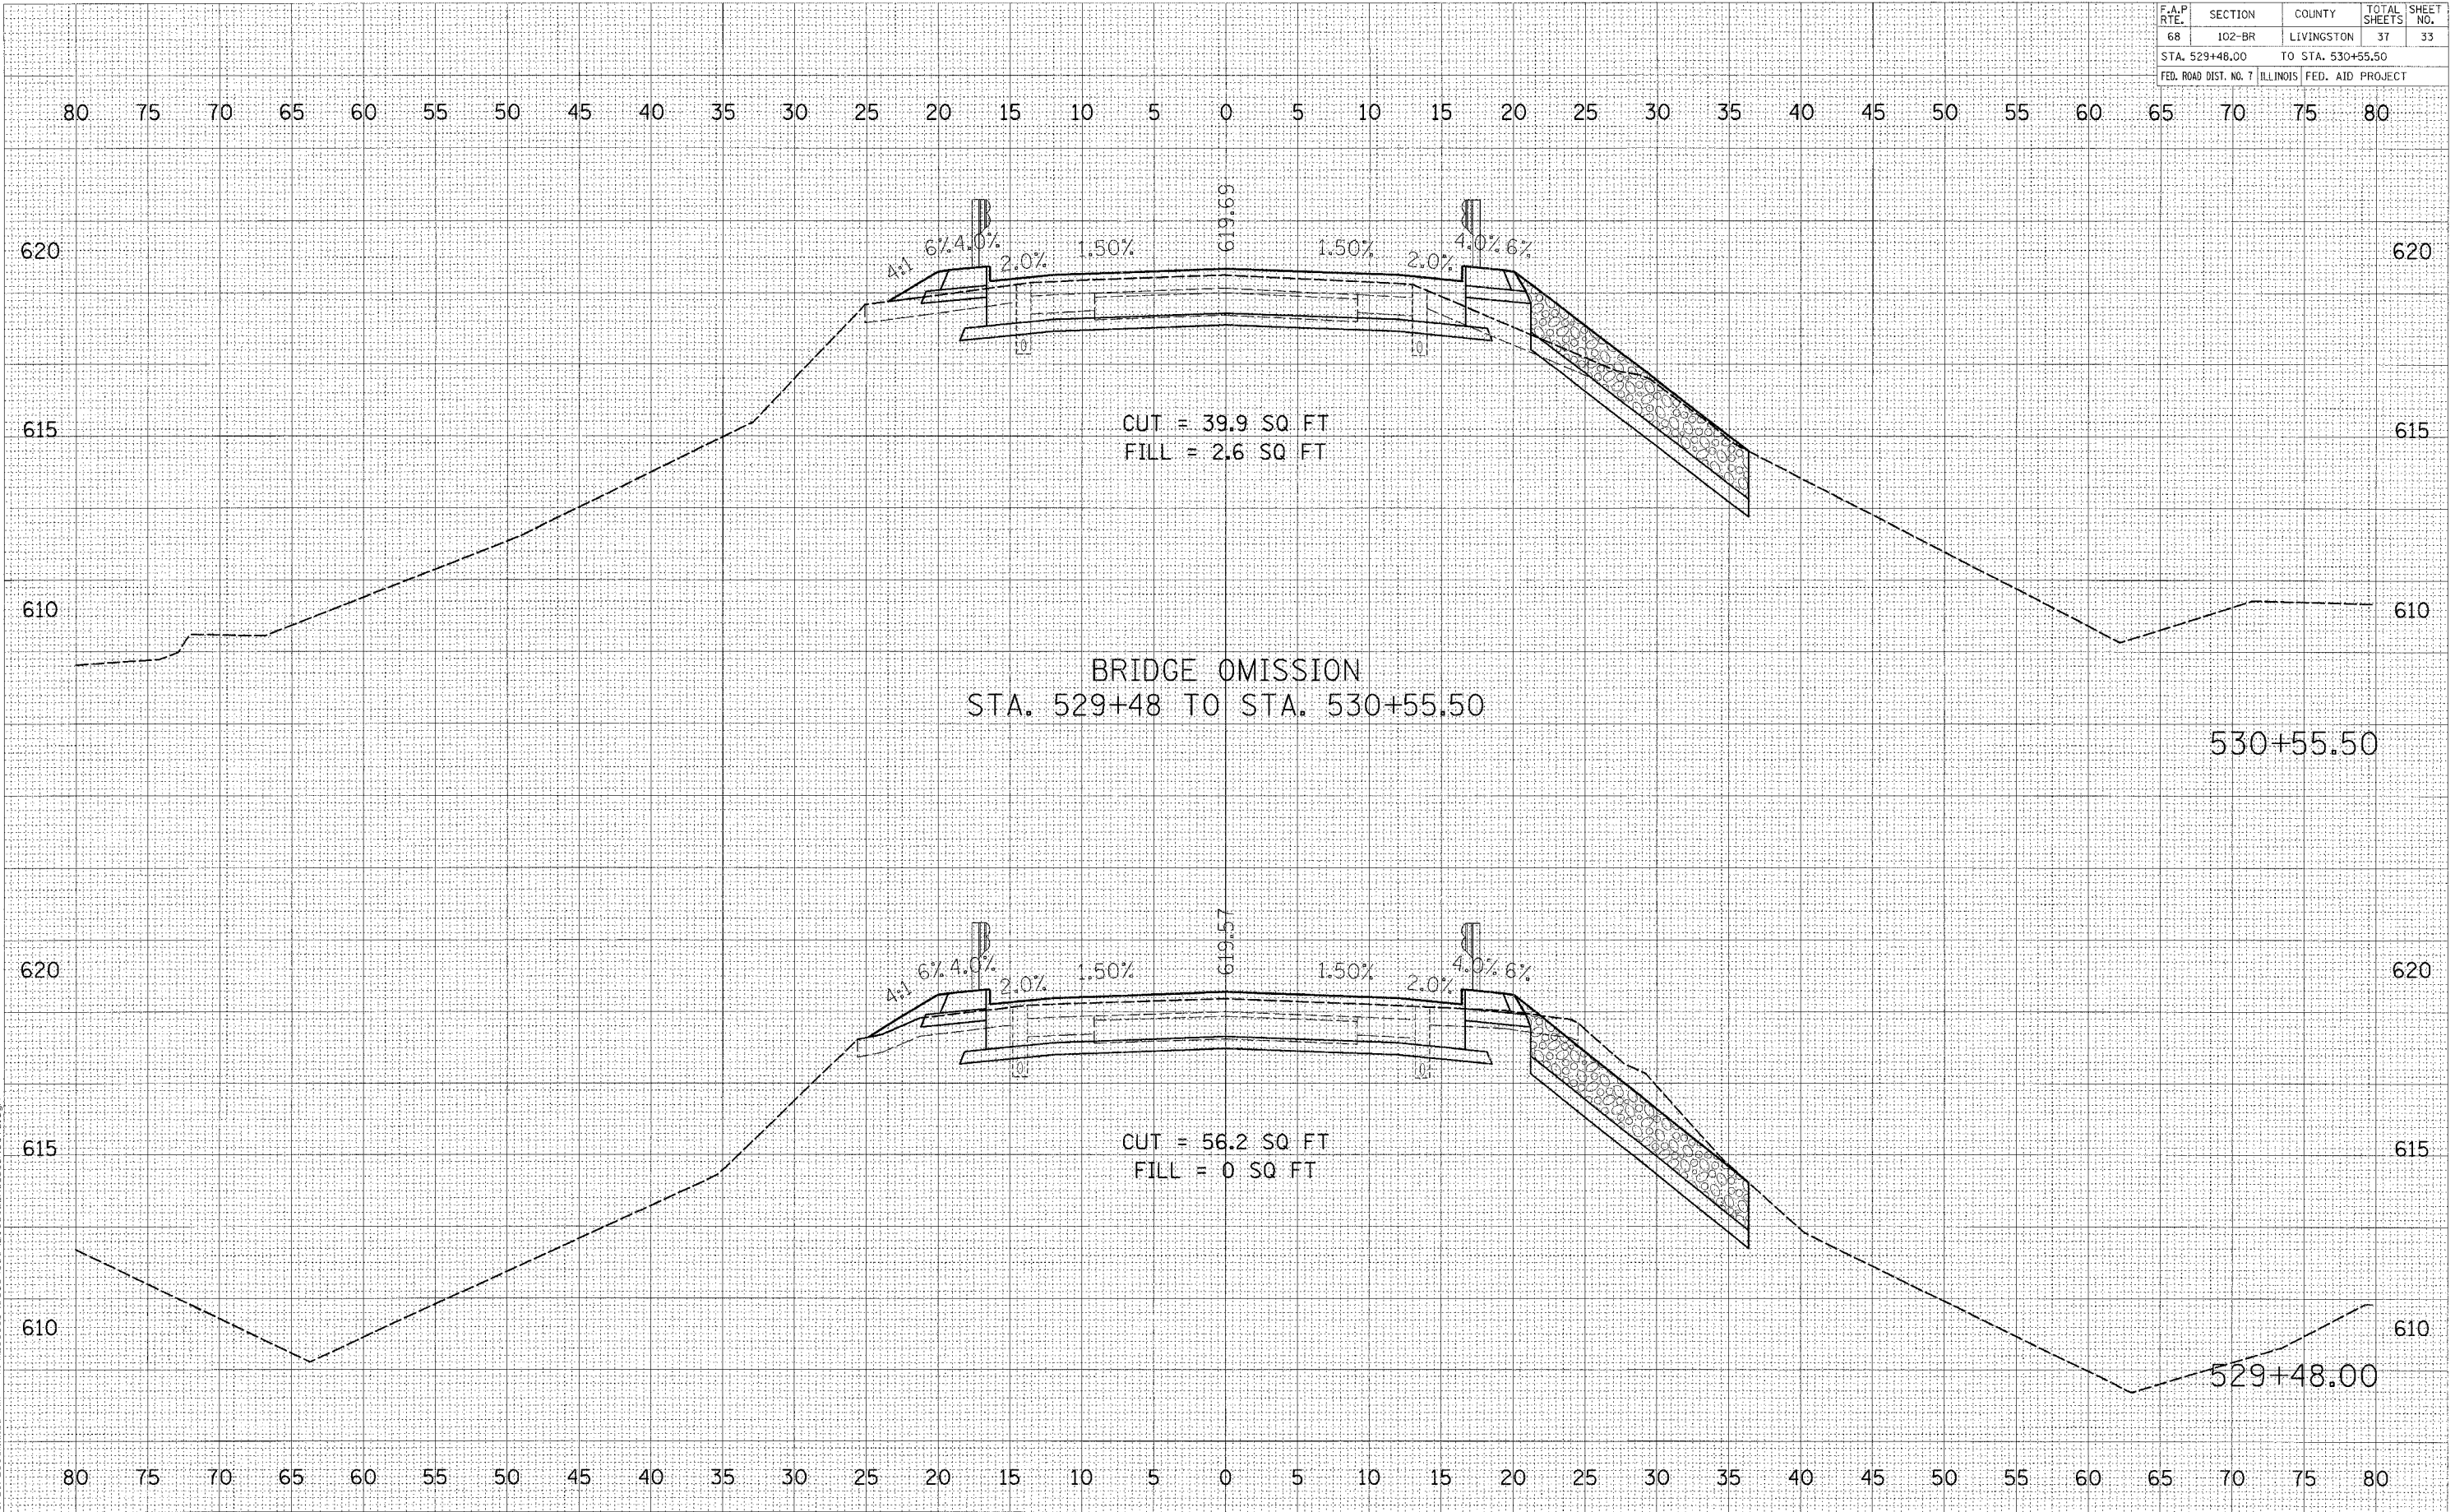 F.A.P RTE. SECTION COUNTY TOTAL SHEETS SHEET NO.
68 102-BR LIVINGSTON 37 33
STA. 529+48.00 TO STA. 530+55.50
FED. ROAD DIST. NO. 7 ILLINOIS FED. AID PROJECT
80 75 70 65 60 55 50 45 40 35 30 25 20 15 10 5 0 5 10 15 20 25 30 35 40 45 50 55 60 65 70 75 80
619.69
620 4:1 6% 4.0% 2.0% 1.50% 1.50% 2.0% 4.0% 6% 620
615 615
CUT = 39.9 SQ FT
FILL = 2.6 SQ FT
610 610
BRIDGE OMISSION
STA. 529+48 TO STA. 530+55.50
530+55.50
619.57
620 4:1 6% 4.0% 2.0% 1.50% 1.50% 2.0% 4.0% 6% 620
CUT = 56.2 SQ FT
615 615
FILL = 0 SQ FT
610 610
529+48.00
80 75 70 65 60 55 50 45 40 35 30 25 20 15 10 5 0 5 10 15 20 25 30 35 40 45 50 55 60 65 70 75 80